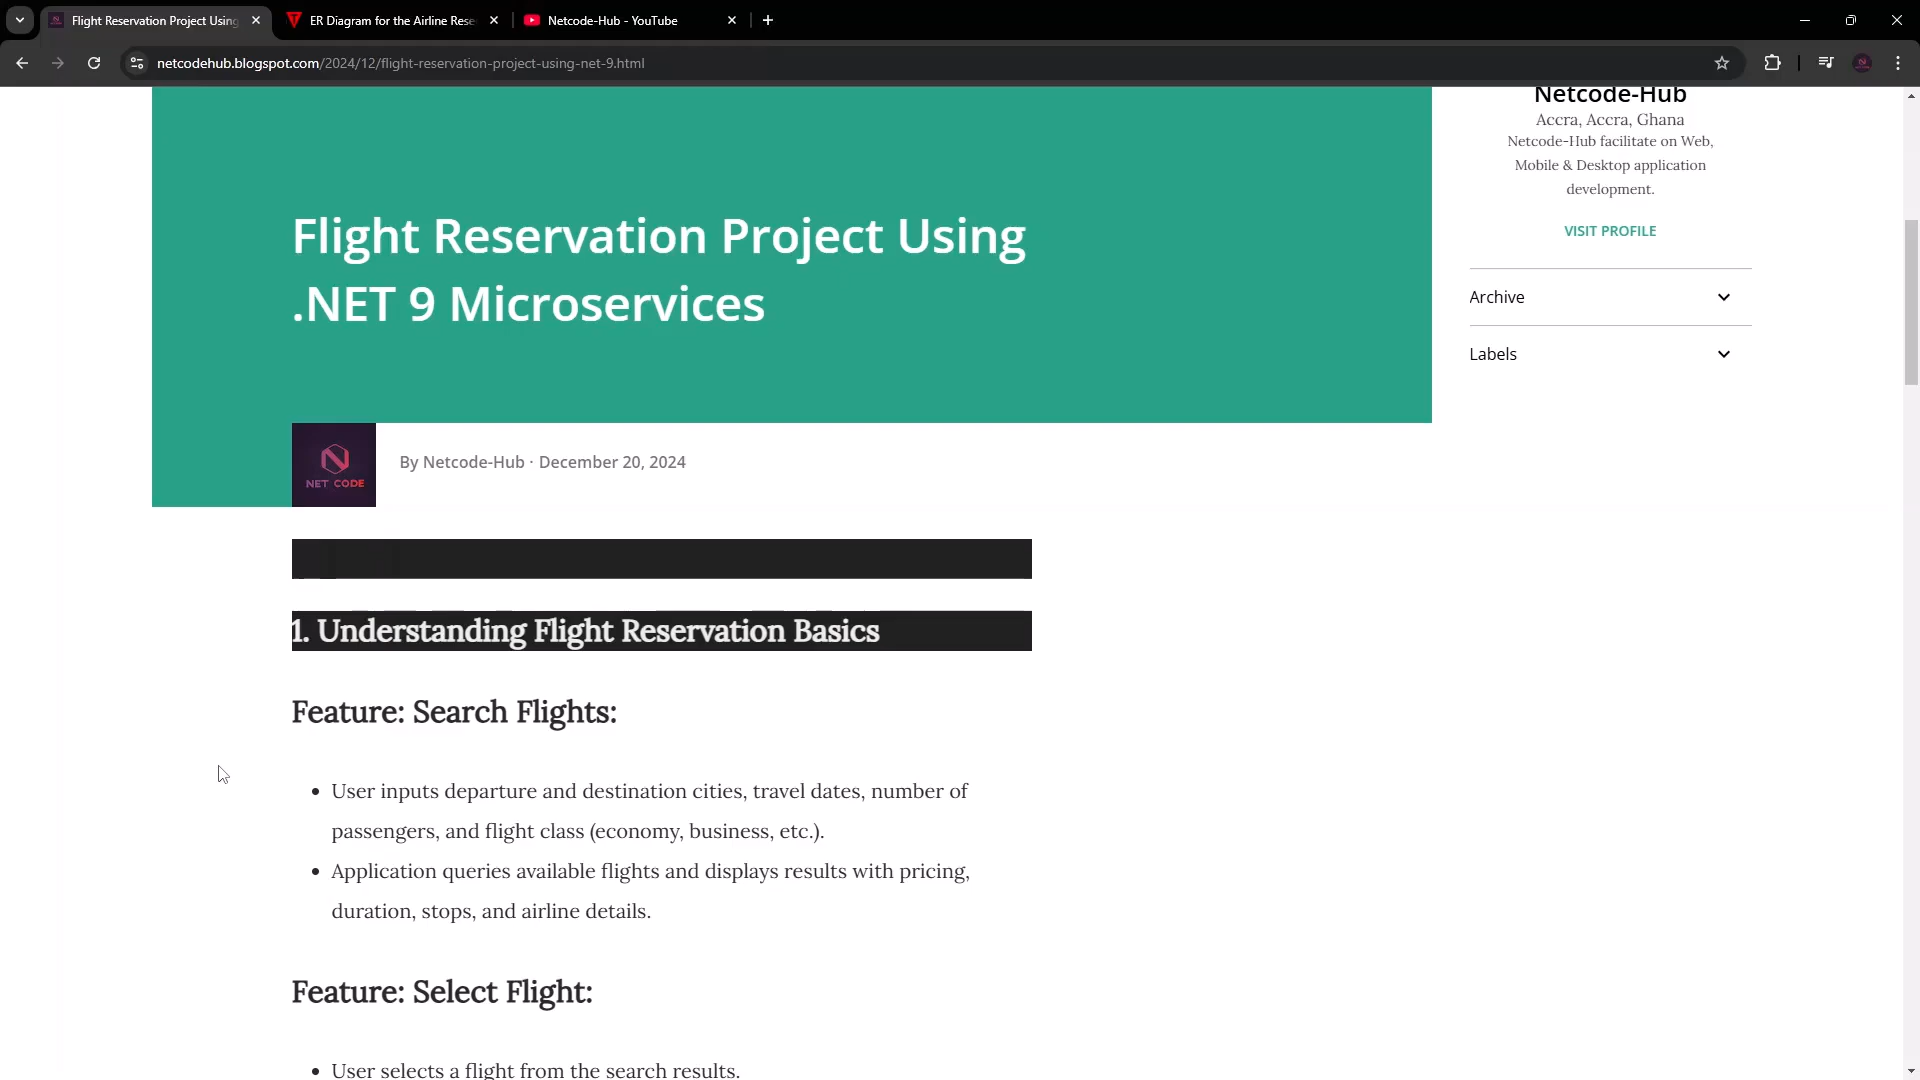 Flight Reservation Project Using
ER Diagram for the Airline Rese
Netcode-Hub - YouTube
netcodehub.blogspot.com/2024/12/flight-reservation-project-using-net-9.html
Netcode-Hub
Accra, Accra, Ghana
Netcode-Hub facilitate on Web,
Mobile & Desktop application
development.
VISIT PROFILE
Archive
Labels
Flight Reservation Project Using
.NET 9 Microservices
NET CODE
By Netcode-Hub · December 20, 2024
1. Understanding Flight Reservation Basics
Feature: Search Flights:
• User inputs departure and destination cities, travel dates, number of
passengers, and flight class (economy, business, etc.).
• Application queries available flights and displays results with pricing,
duration, stops, and airline details.
Feature: Select Flight:
• User selects a flight from the search results.